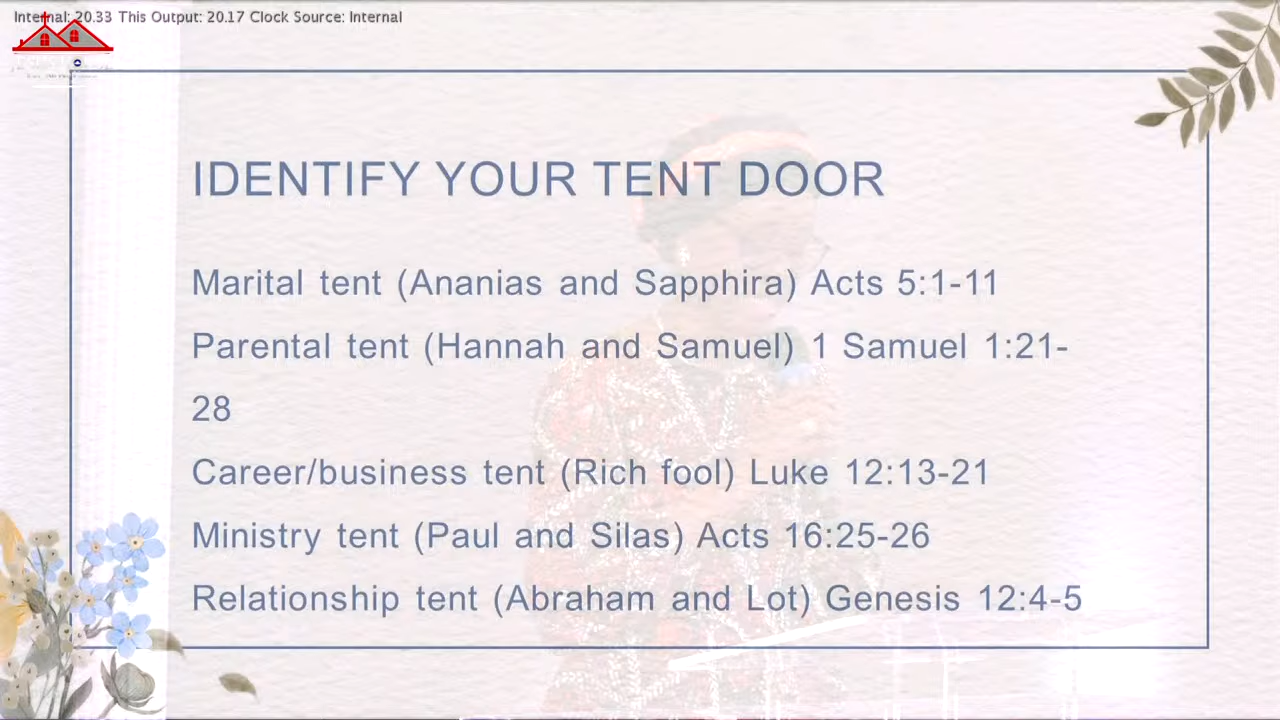 Internal: 20.33 This Output: 20.17 Clock Source: Internal
IDENTIFY YOUR TENT DOOR
Marital tent (Ananias and Sapphira) Acts 5:1-11
Parental tent (Hannah and Samuel) 1 Samuel 1:21-
28
Career/business tent (Rich fool) Luke 12:13-21
Ministry tent (Paul and Silas) Acts 16:25-26
Relationship tent (Abraham and Lot) Genesis 12:4-5